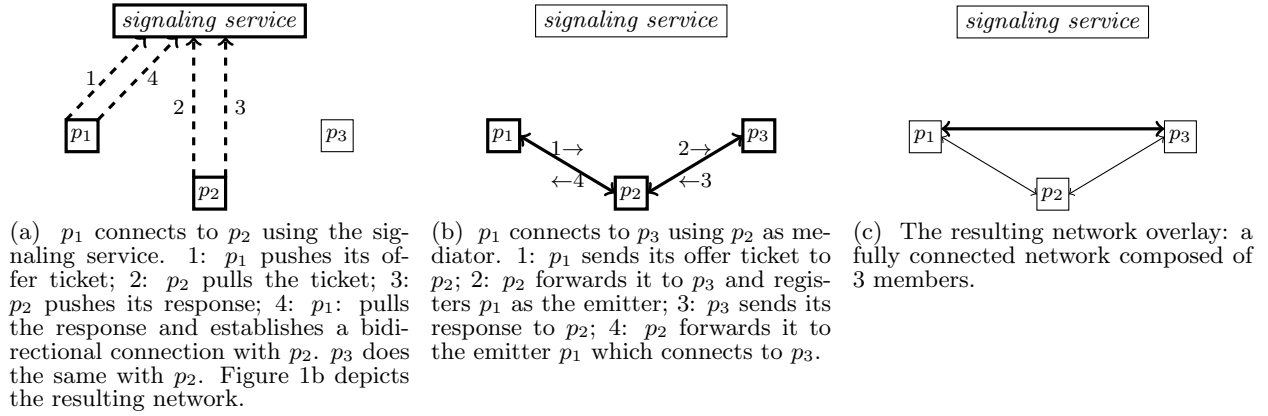 signaling service
1
4
2
3
p1
p3
p2
(a) p1 connects to p2 using the sig-
naling service. 1: p1 pushes its of-
fer ticket; 2: p2 pulls the ticket; 3:
p2 pushes its response; 4: p1: pulls
the response and establishes a bidi-
rectional connection with p2. p3 does
the same with p2. Figure 1b depicts
the resulting network.
signaling service
p1
p3
1→
2→
←4
←3
p2
(b) p1 connects to p3 using p2 as me-
diator. 1: p1 sends its offer ticket to
p2; 2: p2 forwards it to p3 and regis-
ters p1 as the emitter; 3: p3 sends its
response to p2; 4: p2 forwards it to
the emitter p1 which connects to p3.
signaling service
p1
p3
p2
(c) The resulting network overlay: a
fully connected network composed of
3 members.